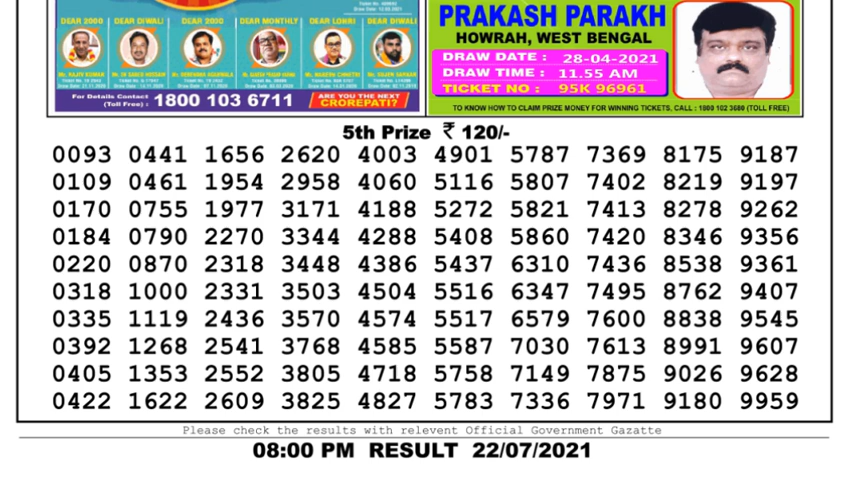 DEAR 2000 DEAR DIWALI DEAR 2020 DEAR MONTHLY DEAR LOHRI DEAR DIWALI
For Details Contact (Toll Free) : 1800 103 6711 ARE YOU THE NEXT CROREPATI?
PRAKASH PARAKH
HOWRAH, WEST BENGAL
DRAW DATE : 28-04-2021
DRAW TIME : 11.55 AM
TICKET NO : 95K 96961
TO KNOW HOW TO CLAIM PRIZE MONEY FOR WINNING TICKETS, CALL : 1800 102 3680 (TOLL FREE)
5th Prize ₹ 120/-
0093 0441 1656 2620 4003 4901 5787 7369 8175 9187
0109 0461 1954 2958 4060 5116 5807 7402 8219 9197
0170 0755 1977 3171 4188 5272 5821 7413 8278 9262
0184 0790 2270 3344 4288 5408 5860 7420 8346 9356
0220 0870 2318 3448 4386 5437 6310 7436 8538 9361
0318 1000 2331 3503 4504 5516 6347 7495 8762 9407
0335 1119 2436 3570 4574 5517 6579 7600 8838 9545
0392 1268 2541 3768 4585 5587 7030 7613 8991 9607
0405 1353 2552 3805 4718 5758 7149 7875 9026 9628
0422 1622 2609 3825 4827 5783 7336 7971 9180 9959
Please check the results with relevent Official Government Gazatte
08:00 PM RESULT 22/07/2021